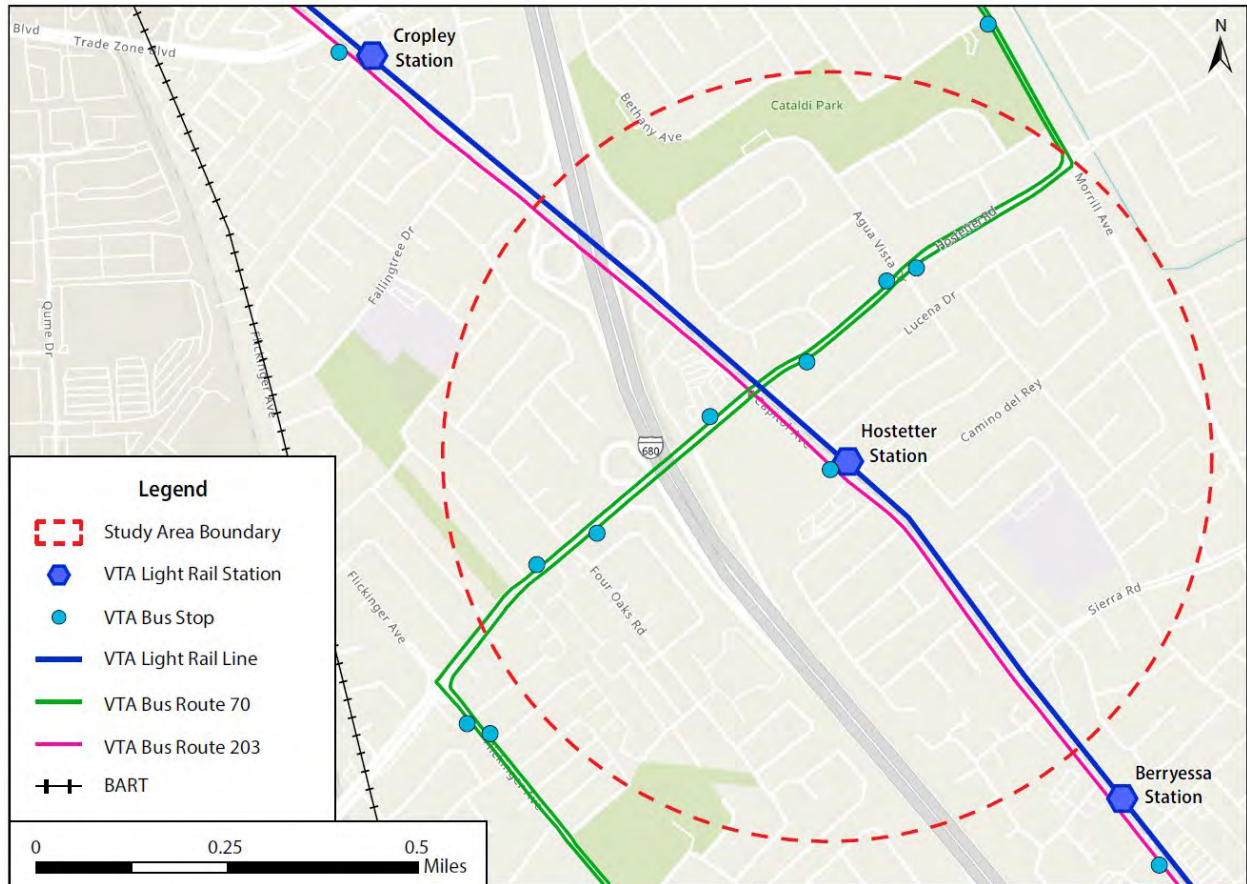 Blvd
Trade Zone Blvd
Cropley
Station
N
Bethany Ave
Cataldi Park
Morrill Ave
Agua Vista
Hostetter Rd
Fallingtree Dr
Lucena Dr
Qume Dr
Flickinger Ave
Camino del Rey
Capitol Ave
Hostetter
Station
680
Legend
Study Area Boundary
VTA Light Rail Station
VTA Bus Stop
VTA Light Rail Line
VTA Bus Route 70
VTA Bus Route 203
BART
Flickinger Ave
Four Oaks Rd
Sierra Rd
Flickinger Ave
Berryessa
Station
0 0.25 0.5
Miles